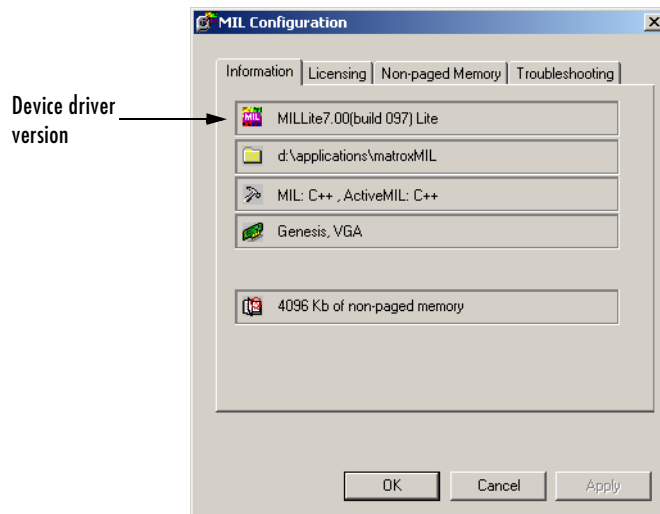 MIL Configuration
Information
Licensing
Non-paged Memory
Troubleshooting
Device driver
version
MIL
MILLite7.00(build 097) Lite
d:\applications\matroxMIL
MIL: C++ , ActiveMIL: C++
Genesis, VGA
4096 Kb of non-paged memory
OK
Cancel
Apply